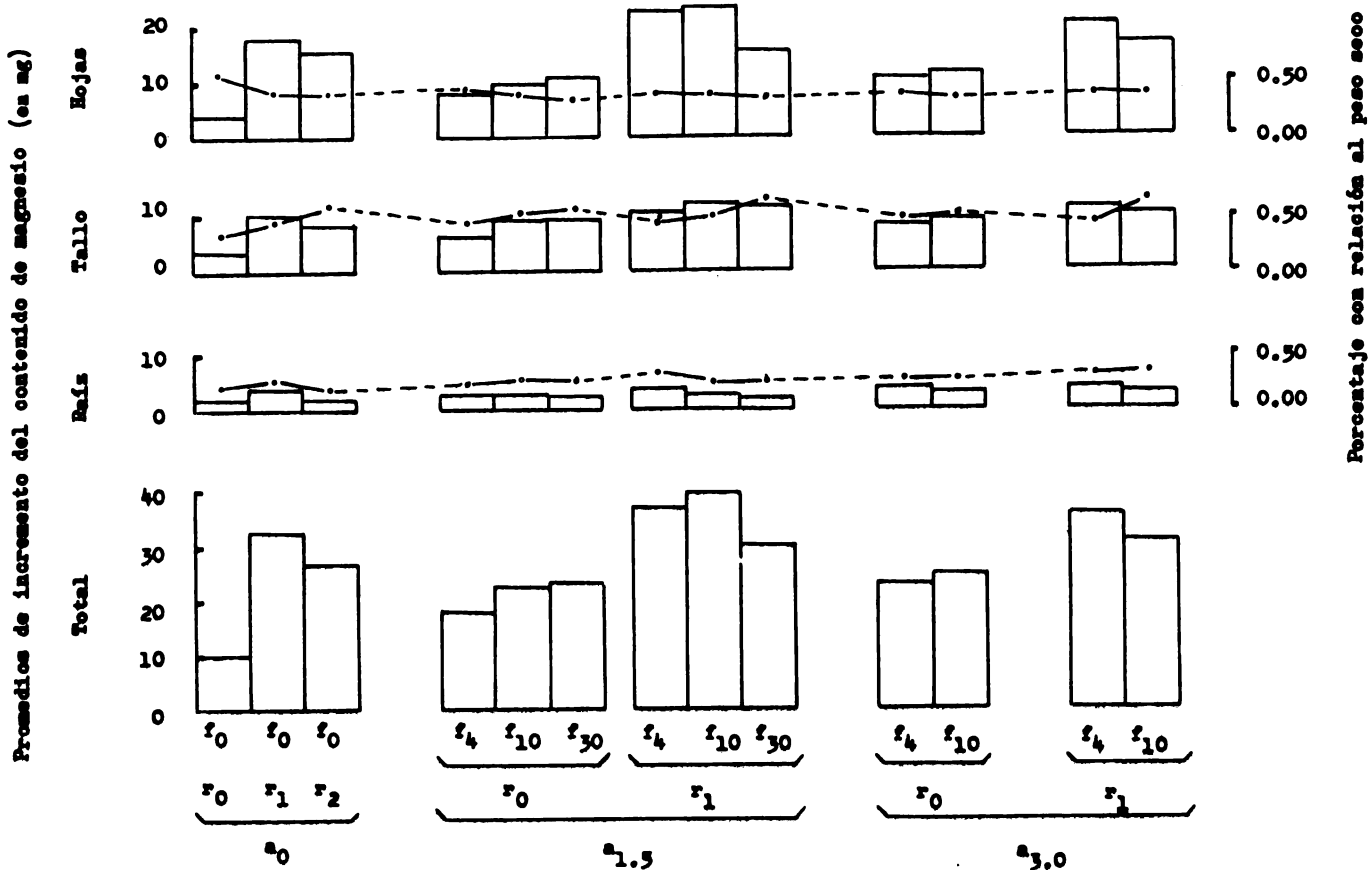 Promedios de incremento del contenido de magnesio (en mg)
Hojas
20
10
0
0.50
0.00
Tallo
10
0
0.50
0.00
Raís
10
0
0.50
0.00
Total
40
30
20
10
0
f0 f0 f0 f4 f10 f30 f4 f10 f30 f4 f10 f4 f10
r0 r1 r2 r0 r1 r0 r1
a0 a1.5 a3.0
Porcentaje con relación al peso seco